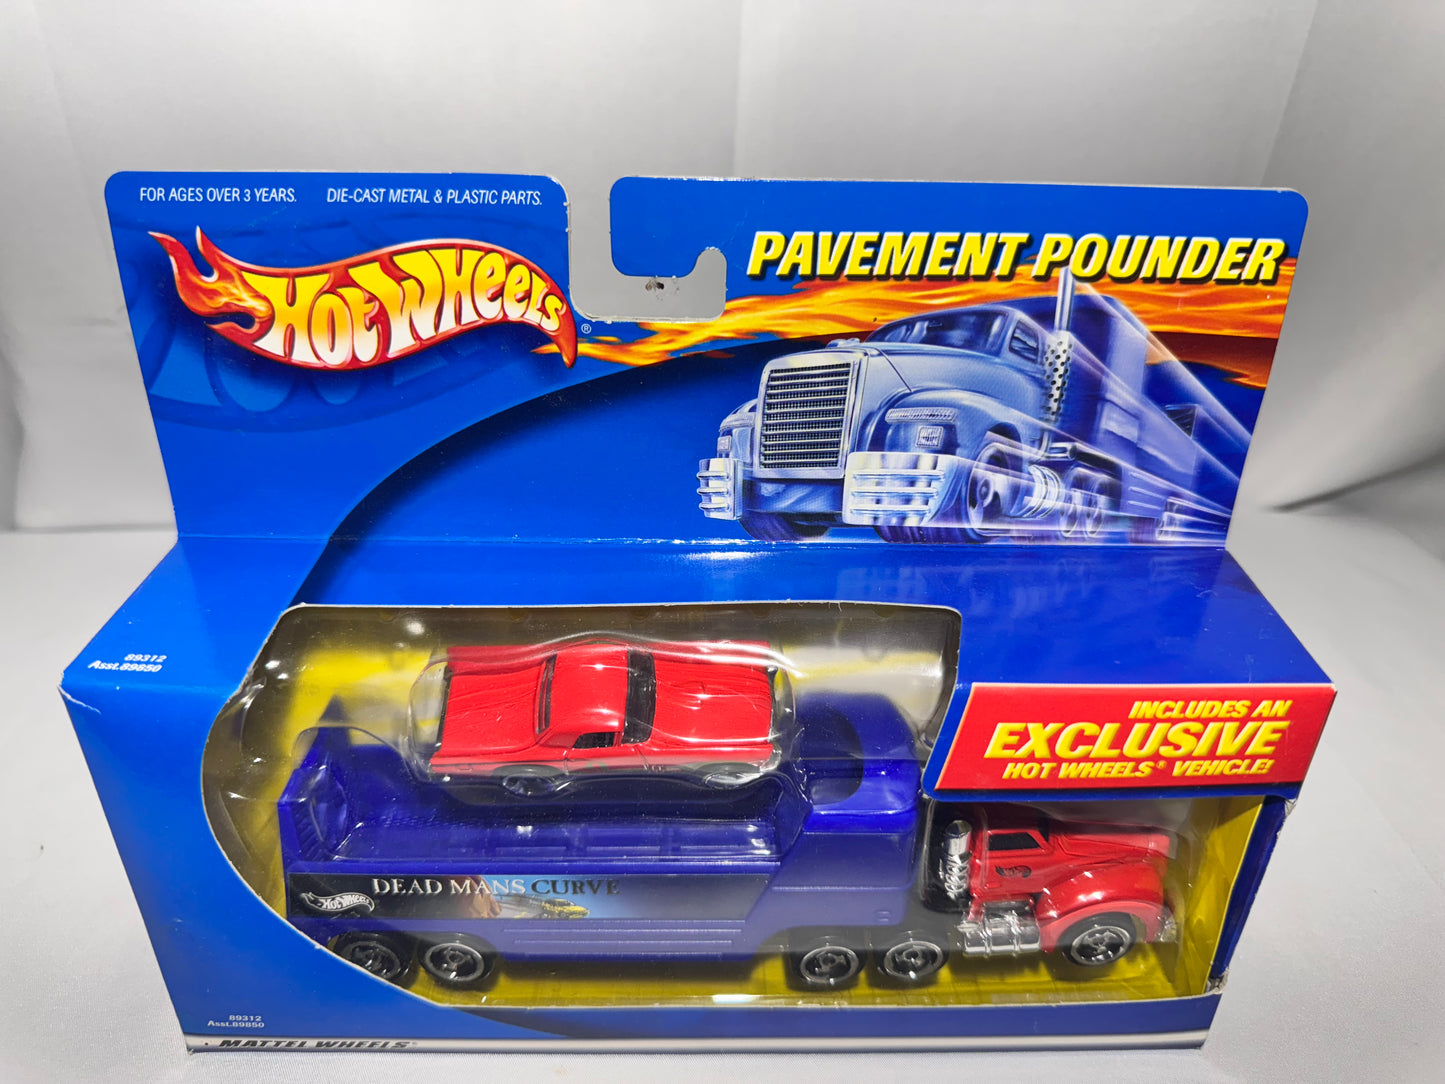 FOR AGES OVER 3 YEARS. DIE-CAST METAL & PLASTIC PARTS.
HOT WHEELS ®
PAVEMENT POUNDER
89312
Asst.89850
INCLUDES AN
EXCLUSIVE
HOT WHEELS® VEHICLE!
HOT WHEELS
DEAD MANS CURVE
89312
Asst.89850
MATTEL WHEELS